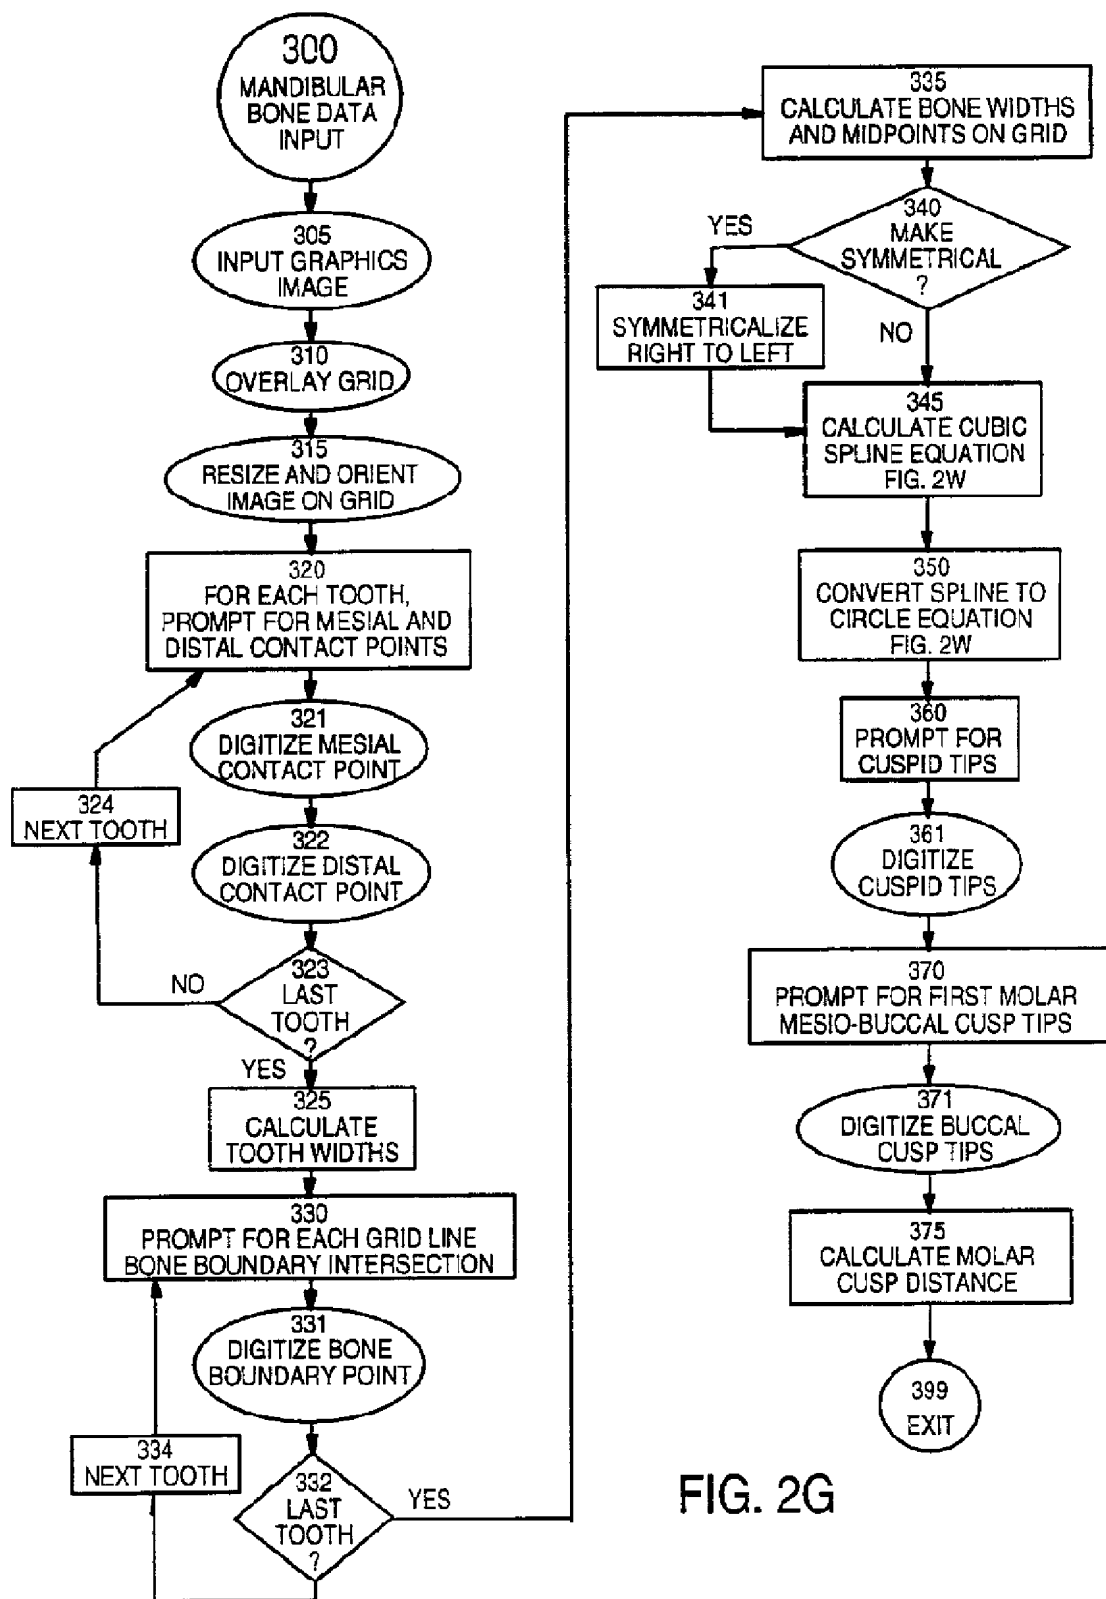 300
MANDIBULAR
BONE DATA
INPUT
305
INPUT GRAPHICS
IMAGE
310
OVERLAY GRID
315
RESIZE AND ORIENT
IMAGE ON GRID
320
FOR EACH TOOTH,
PROMPT FOR MESIAL AND
DISTAL CONTACT POINTS
321
DIGITIZE MESIAL
CONTACT POINT
324
NEXT TOOTH
322
DIGITIZE DISTAL
CONTACT POINT
323
LAST
TOOTH
?
NO
YES
325
CALCULATE
TOOTH WIDTHS
330
PROMPT FOR EACH GRID LINE
BONE BOUNDARY INTERSECTION
331
DIGITIZE BONE
BOUNDARY POINT
334
NEXT TOOTH
332
LAST
TOOTH
?
YES
335
CALCULATE BONE WIDTHS
AND MIDPOINTS ON GRID
340
MAKE
SYMMETRICAL
?
YES
341
SYMMETRICALIZE
RIGHT TO LEFT
NO
345
CALCULATE CUBIC
SPLINE EQUATION
FIG. 2W
350
CONVERT SPLINE TO
CIRCLE EQUATION
FIG. 2W
360
PROMPT FOR
CUSPID TIPS
361
DIGITIZE
CUSPID TIPS
370
PROMPT FOR FIRST MOLAR
MESIO-BUCCAL CUSP TIPS
371
DIGITIZE BUCCAL
CUSP TIPS
375
CALCULATE MOLAR
CUSP DISTANCE
399
EXIT
FIG. 2G